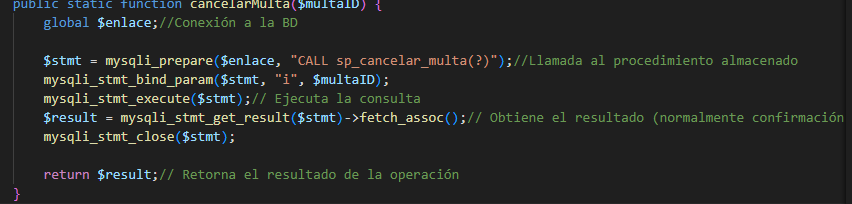 public static function cancelarMulta($multaID) {
global $enlace;//Conexión a la BD
$stmt = mysqli_prepare($enlace, "CALL sp_cancelar_multa(?)");//Llamada al procedimiento almacenado
mysqli_stmt_bind_param($stmt, "i", $multaID);
mysqli_stmt_execute($stmt);// Ejecuta la consulta
$result = mysqli_stmt_get_result($stmt)->fetch_assoc();// Obtiene el resultado (normalmente confirmación
mysqli_stmt_close($stmt);
return $result;// Retorna el resultado de la operación
}